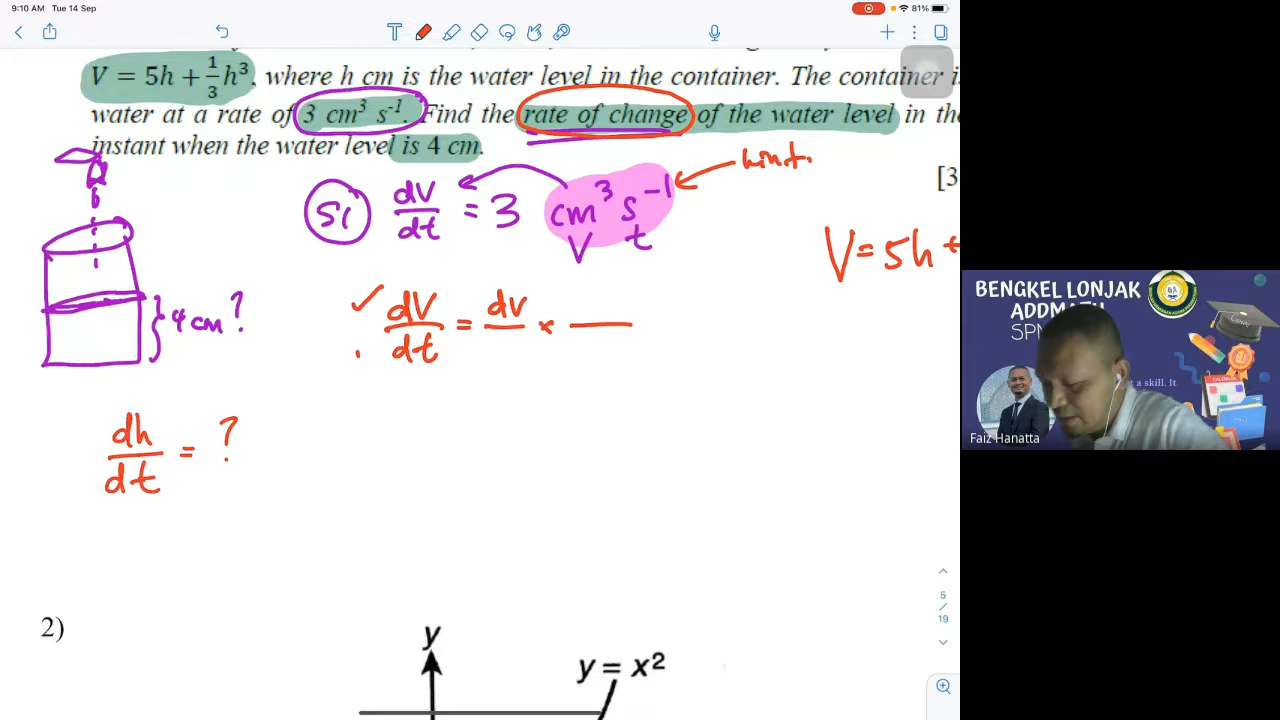 9:10 AM Tue 14 Sep
81%
V = 5h + 1/3 h³, where h cm is the water level in the container. The container i
water at a rate of 3 cm³ s⁻¹. Find the rate of change of the water level in the
instant when the water level is 4 cm.
[3
S1 dV/dt = 3 cm³ s⁻¹
hint.
V t
V = 5h +
4 cm ?
dV/dt = dv/ ×
dh/dt = ?
2)
y
y = x²
5
/
19
BENGKEL LONJAK
ADDMATH
SPM
t a skill. It
CALENDAR
Faiz Hanatta